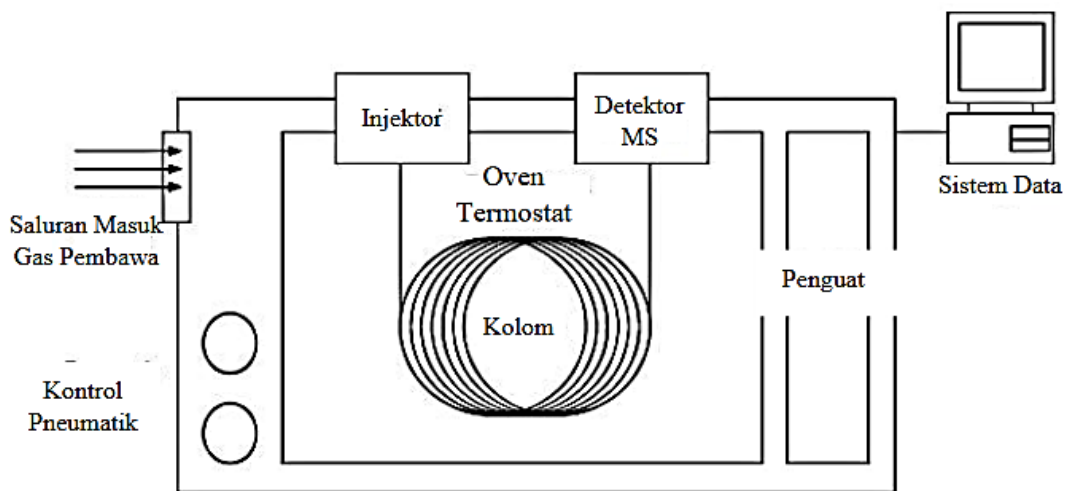 Injektor
Detektor
MS
Sistem Data
Oven
Termostat
Saluran Masuk
Gas Pembawa
Penguat
Kolom
Kontrol
Pneumatik